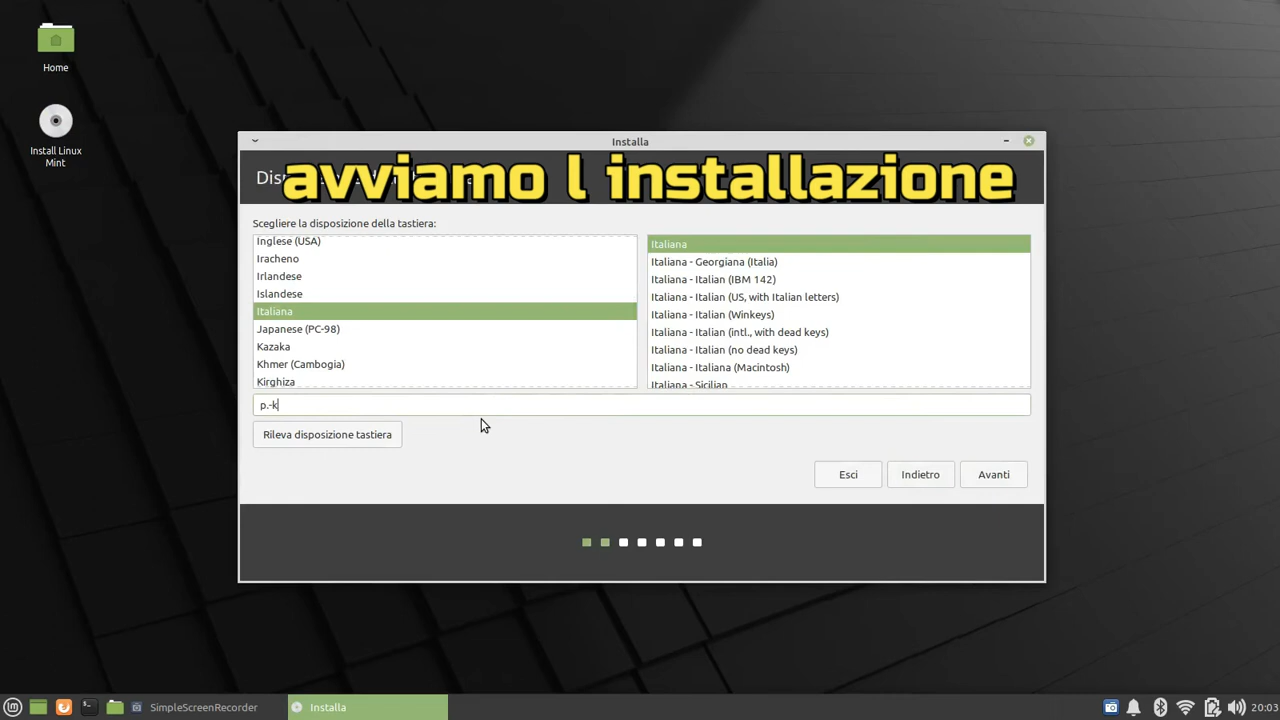 Home
Install Linux
Mint
Installa
avviamo l installazione
Scegliere la disposizione della tastiera:
Inglese (USA)
Iracheno
Irlandese
Islandese
Italiana
Japanese (PC-98)
Kazaka
Khmer (Cambogia)
Kirghiza
Italiana
Italiana - Georgiana (Italia)
Italiana - Italian (IBM 142)
Italiana - Italian (US, with Italian letters)
Italiana - Italian (Winkeys)
Italiana - Italian (intl., with dead keys)
Italiana - Italian (no dead keys)
Italiana - Italiana (Macintosh)
Italiana - Sicilian
p.-k
Rileva disposizione tastiera
Esci
Indietro
Avanti
SimpleScreenRecorder
Installa
20:03